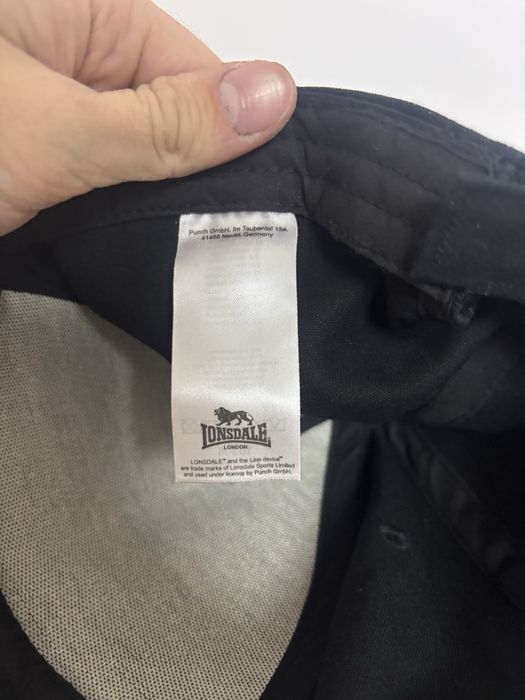 Punch GmbH, Im Taubental 15a,
41468 Neuss, Germany
LONSDALE
LONDON
LONSDALE™ and the Lion device™
are trade marks of Lonsdale Sports Limited
and used under licence by Punch GmbH.